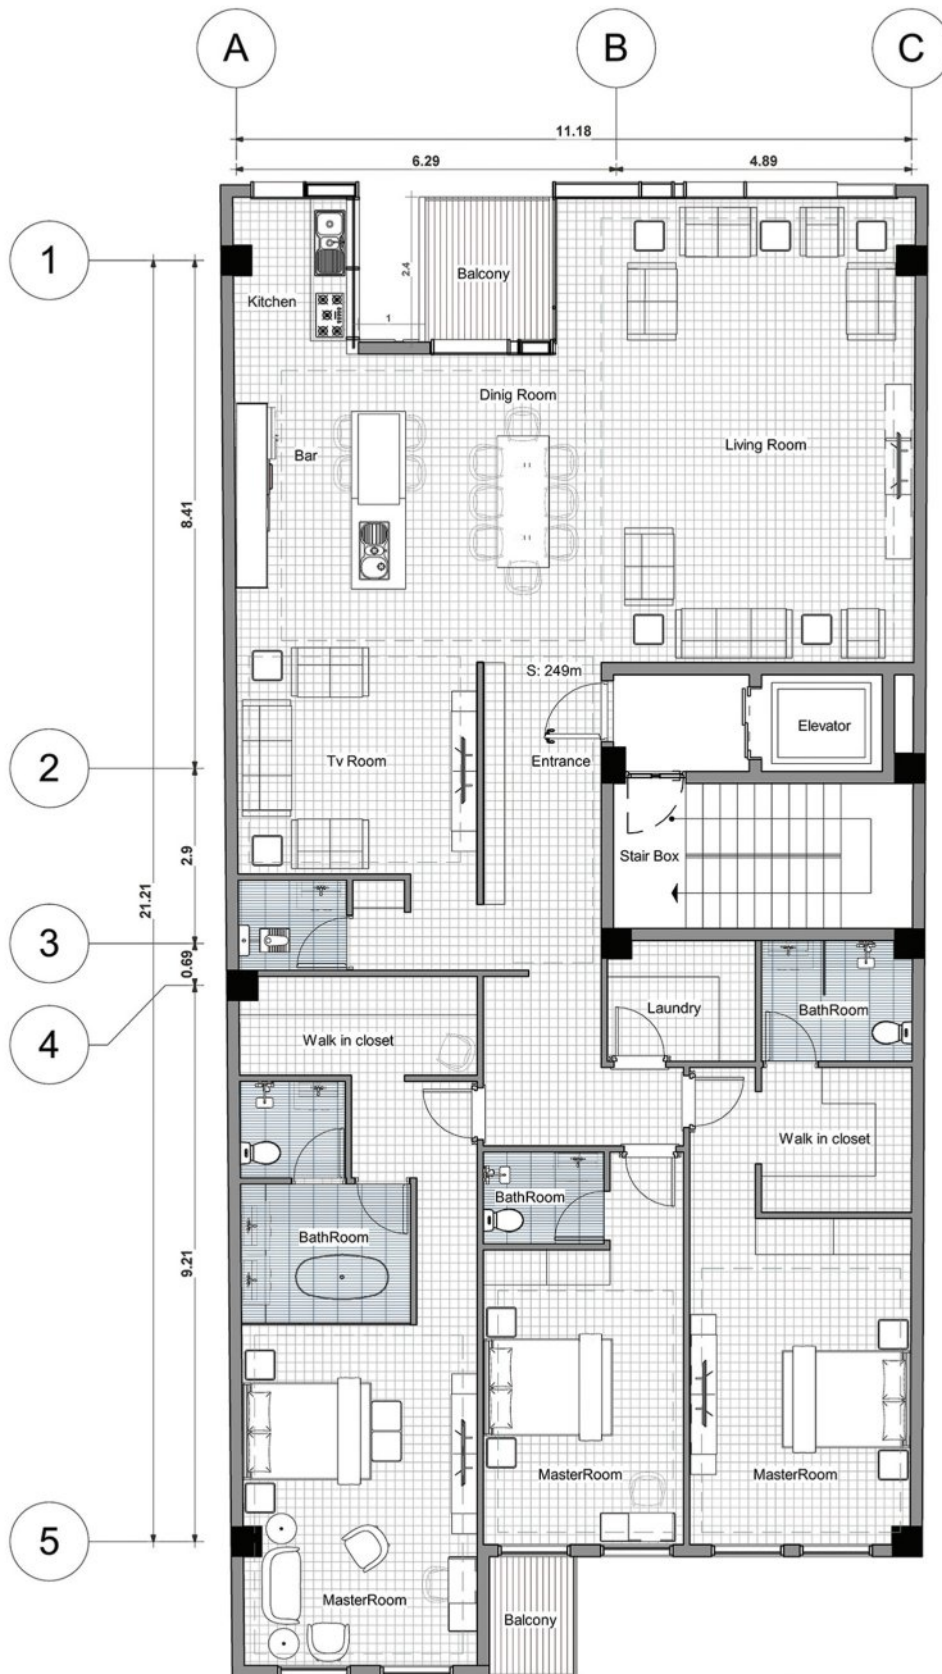 A
B
C
11.18
6.29
4.89
1
2.4
Balcony
Kitchen
1
Dinig Room
Bar
Living Room
8.41
S: 249m
Elevator
2
Tv Room
Entrance
2.9
Stair Box
21.21
3
0.69
Laundry
BathRoom
4
Walk in closet
Walk in closet
BathRoom
BathRoom
9.21
MasterRoom
MasterRoom
5
MasterRoom
Balcony